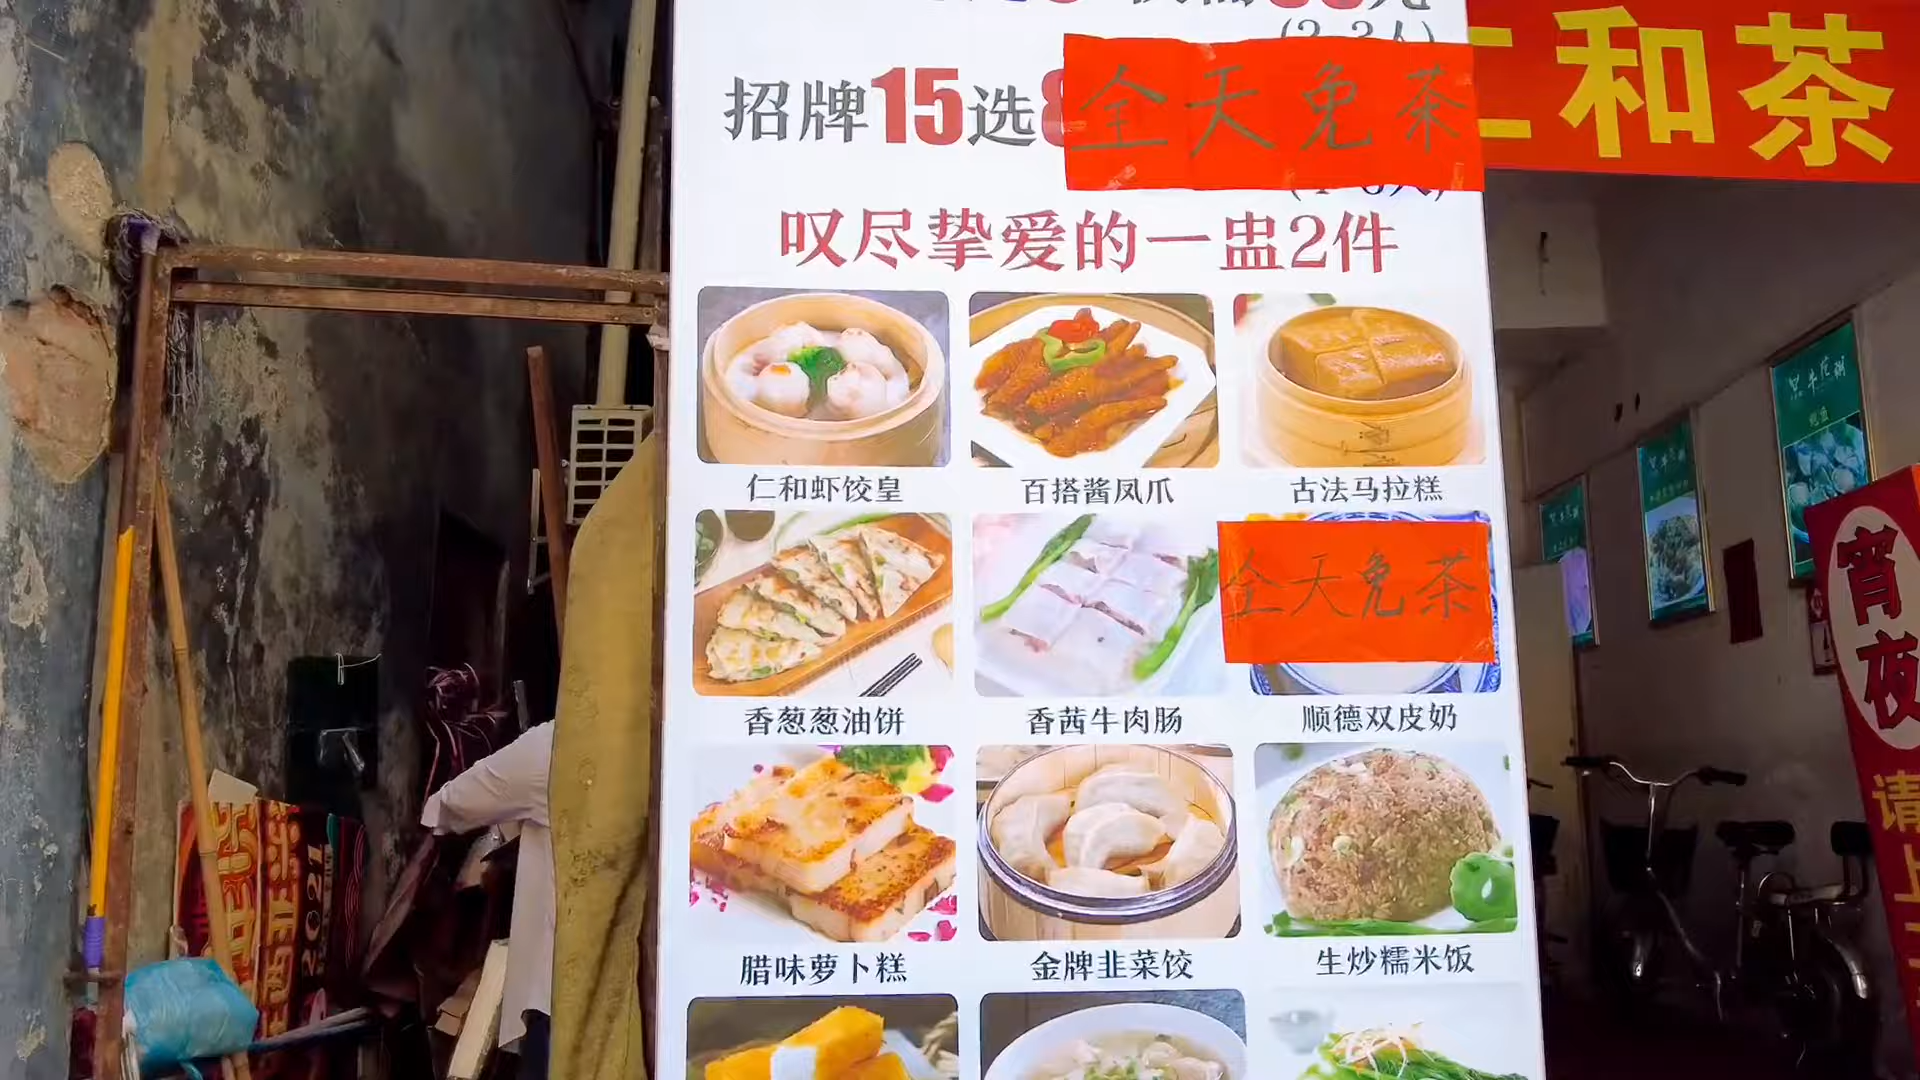 招牌15选
全天免茶
仁和茶
叹尽挚爱的一盅2件
仁和虾饺皇
百搭酱凤爪
古法马拉糕
全天免茶
香葱葱油饼
香茜牛肉肠
顺德双皮奶
腊味萝卜糕
金牌韭菜饺
生炒糯米饭
宵夜
请上
2021